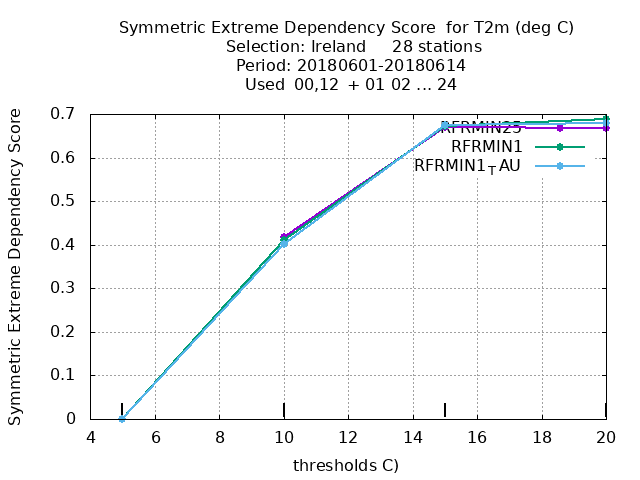 Symmetric Extreme Dependency Score for T2m (deg C)
Selection: Ireland 28 stations
Period: 20180601-20180614
Used 00,12 + 01 02 ... 24
Symmetric Extreme Dependency Score
0.7
0.6
0.5
0.4
0.3
0.2
0.1
0
RFRMIN25
RFRMIN1
RFRMIN1TAU
4 6 8 10 12 14 16 18 20
thresholds C)